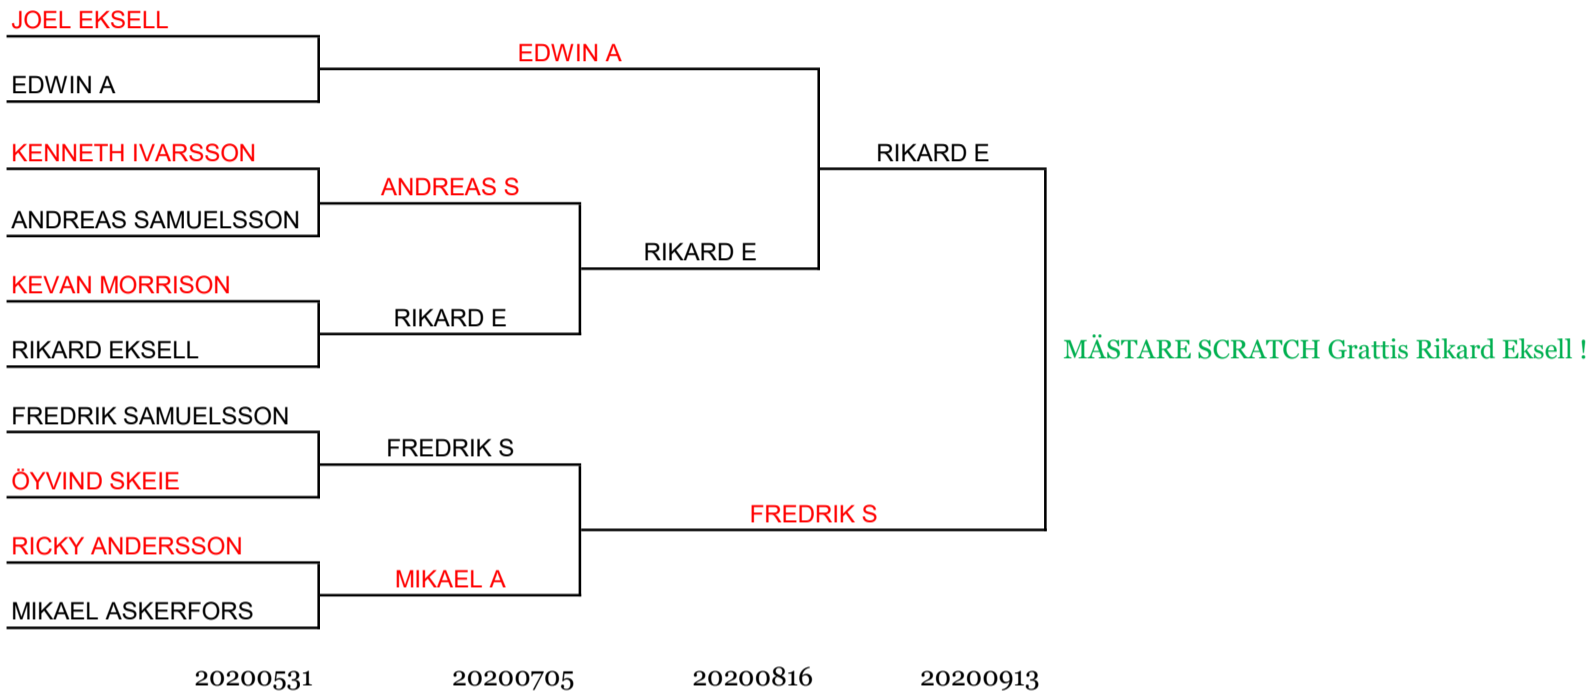 JOEL EKSELL
EDWIN A
EDWIN A
KENNETH IVARSSON
RIKARD E
ANDREAS S
ANDREAS SAMUELSSON
RIKARD E
KEVAN MORRISON
RIKARD E
RIKARD EKSELL
MÄSTARE SCRATCH Grattis Rikard Eksell !
FREDRIK SAMUELSSON
FREDRIK S
ÖYVIND SKEIE
FREDRIK S
RICKY ANDERSSON
MIKAEL A
MIKAEL ASKERFORS
20200531 20200705 20200816 20200913